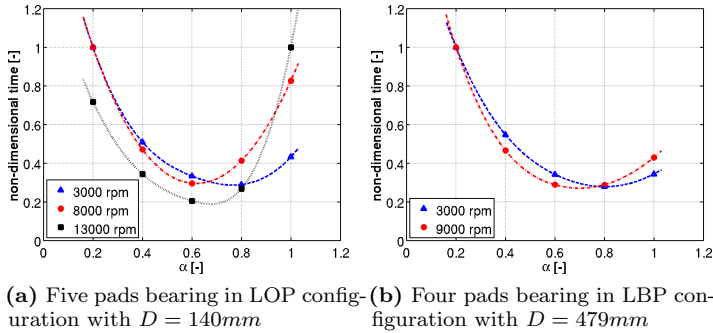 (a)
1.2
1
0.8
0.6
0.4
0.2
0
non-dimensional time [-]
3000 rpm
8000 rpm
13000 rpm
0 0.2 0.4 0.6 0.8 1.0 1.2
α [-]
(b)
1.2
1
0.8
0.6
0.4
0.2
0
non-dimensional time [-]
3000 rpm
9000 rpm
0 0.2 0.4 0.6 0.8 1.0 1.2
α [-]
(a) Five pads bearing in LOP config-
uration with D = 140mm
(b) Four pads bearing in LBP con-
figuration with D = 479mm